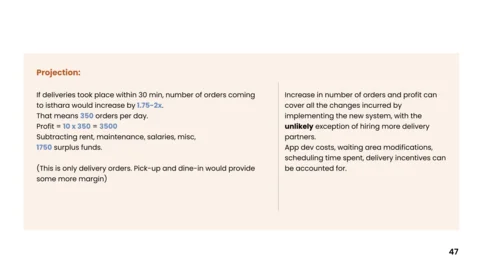 Projection:
If deliveries took place within 30 min, number of orders coming
to isthara would increase by 1.75-2x.
That means 350 orders per day.
Profit = 10 x 350 = 3500
Subtracting rent, maintenance, salaries, misc,
1750 surplus funds.
(This is only delivery orders. Pick-up and dine-in would provide
some more margin)
Increase in number of orders and profit can
cover all the changes incurred by
implementing the new system, with the
unlikely exception of hiring more delivery
partners.
App dev costs, waiting area modifications,
scheduling time spent, delivery incentives can
be accounted for.
47